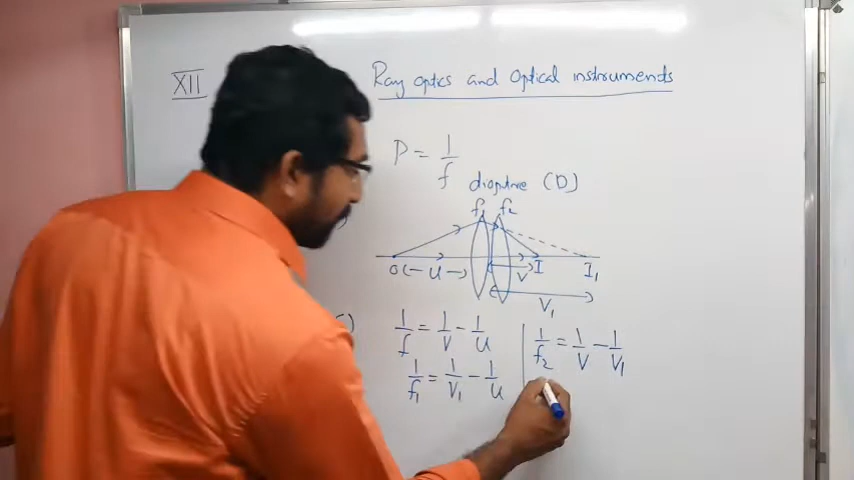 XII
Ray optics and Optical instruments
P = 1/f
dioptre (D)
f₁ f₂
O ← u → v I I₁
V₁
1/f = 1/v − 1/u
1/f₁ = 1/v₁ − 1/u
1/f₂ = 1/v − 1/v₁